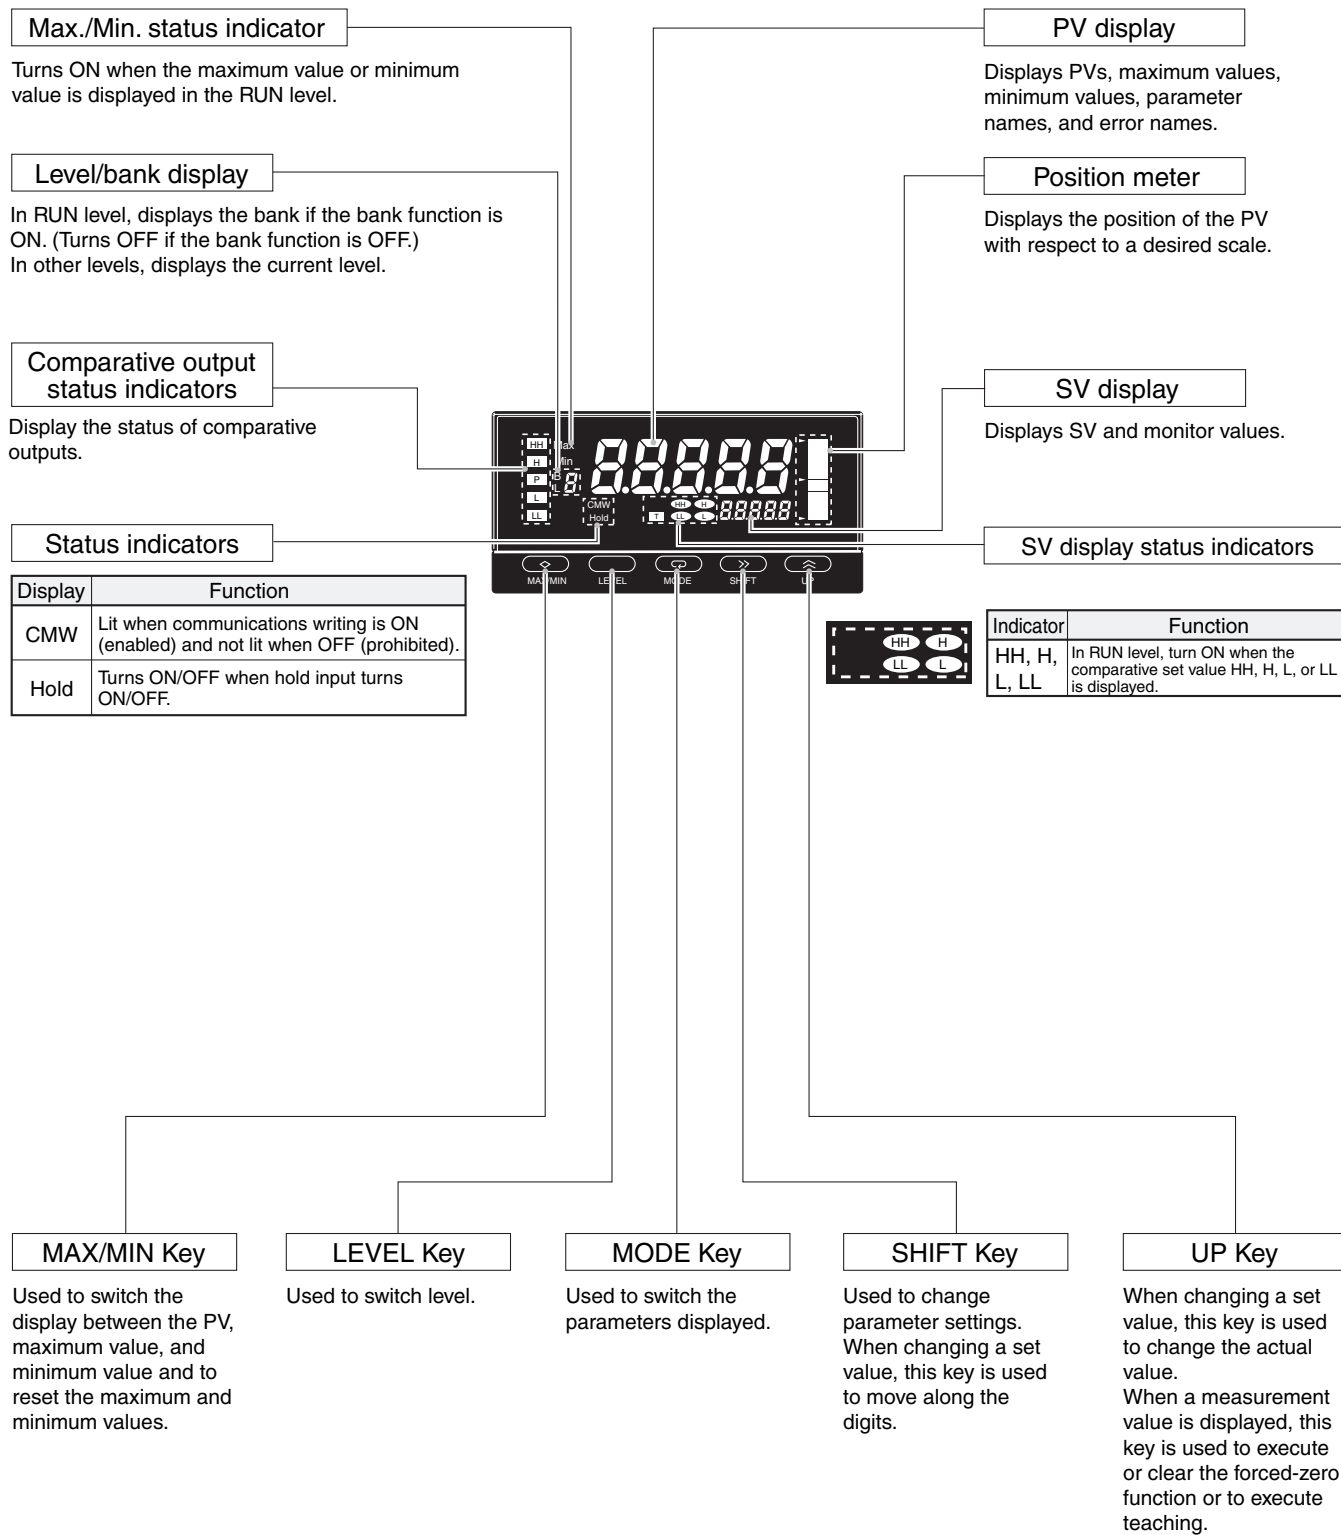 Max./Min. status indicator
Turns ON when the maximum value or minimum
value is displayed in the RUN level.
Level/bank display
In RUN level, displays the bank if the bank function is
ON. (Turns OFF if the bank function is OFF.)
In other levels, displays the current level.
Comparative output
status indicators
Display the status of comparative
outputs.
Status indicators
Display Function
CMW Lit when communications writing is ON
(enabled) and not lit when OFF (prohibited).
Hold Turns ON/OFF when hold input turns
ON/OFF.
PV display
Displays PVs, maximum values,
minimum values, parameter
names, and error names.
Position meter
Displays the position of the PV
with respect to a desired scale.
SV display
Displays SV and monitor values.
SV display status indicators
Indicator Function
HH, H, L, LL In RUN level, turn ON when the
comparative set value HH, H, L, or LL
is displayed.
HH Max
H Min
P B
L L
LL
8.8.8.8.8
8
CMW
Hold
T HH H
LL L
88888
MAX/MIN LEVEL MODE SHIFT UP
HH H
LL L
MAX/MIN Key
Used to switch the
display between the PV,
maximum value, and
minimum value and to
reset the maximum and
minimum values.
LEVEL Key
Used to switch level.
MODE Key
Used to switch the
parameters displayed.
SHIFT Key
Used to change
parameter settings.
When changing a set
value, this key is used
to move along the
digits.
UP Key
When changing a set
value, this key is used
to change the actual
value.
When a measurement
value is displayed, this
key is used to execute
or clear the forced-zero
function or to execute
teaching.